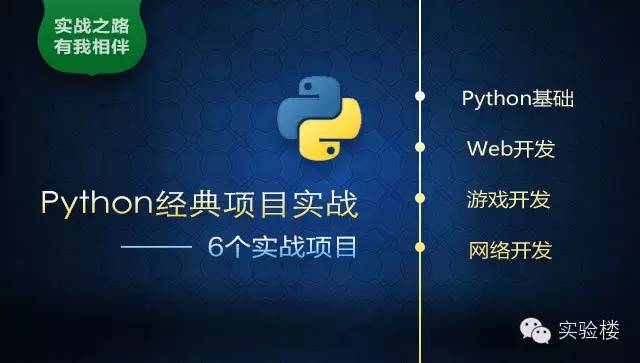 实战之路
有我相伴
Python经典项目实战
6个实战项目
Python基础
Web开发
游戏开发
网络开发
实验楼